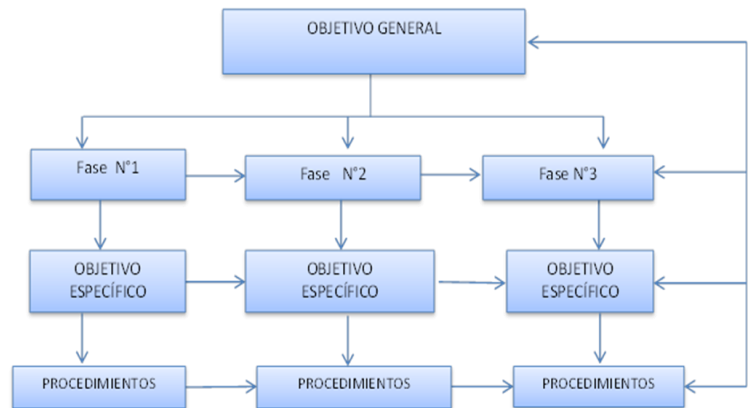 OBJETIVO GENERAL
Fase N°1
Fase N°2
Fase N°3
OBJETIVO
ESPECÍFICO
OBJETIVO
ESPECÍFICO
OBJETIVO
ESPECÍFICO
PROCEDIMIENTOS
PROCEDIMIENTOS
PROCEDIMIENTOS